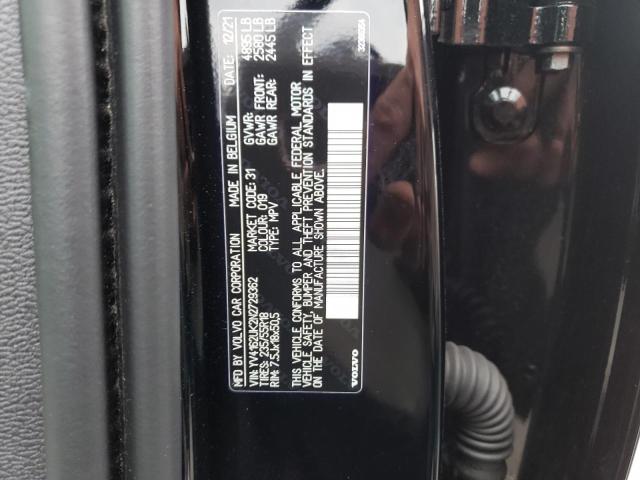 MFD BY VOLVO CAR CORPORATION MADE IN BELGIUM DATE: 12/21
VIN: YV4162UK2N2729362 MARKET CODE: 31 GVWR: 4895 LB
TIRES: 235/55R18 COLOUR: 019 GAWR FRONT: 2580 LB
RIM: 7.5Jx18x50,5 TYPE: MPV GAWR REAR: 2445 LB
THIS VEHICLE CONFORMS TO ALL APPLICABLE FEDERAL MOTOR
VEHICLE SAFETY, BUMPER AND THEFT PREVENTION STANDARDS IN EFFECT
ON DATE OF MANUFACTURE SHOWN ABOVE.
VOLVO